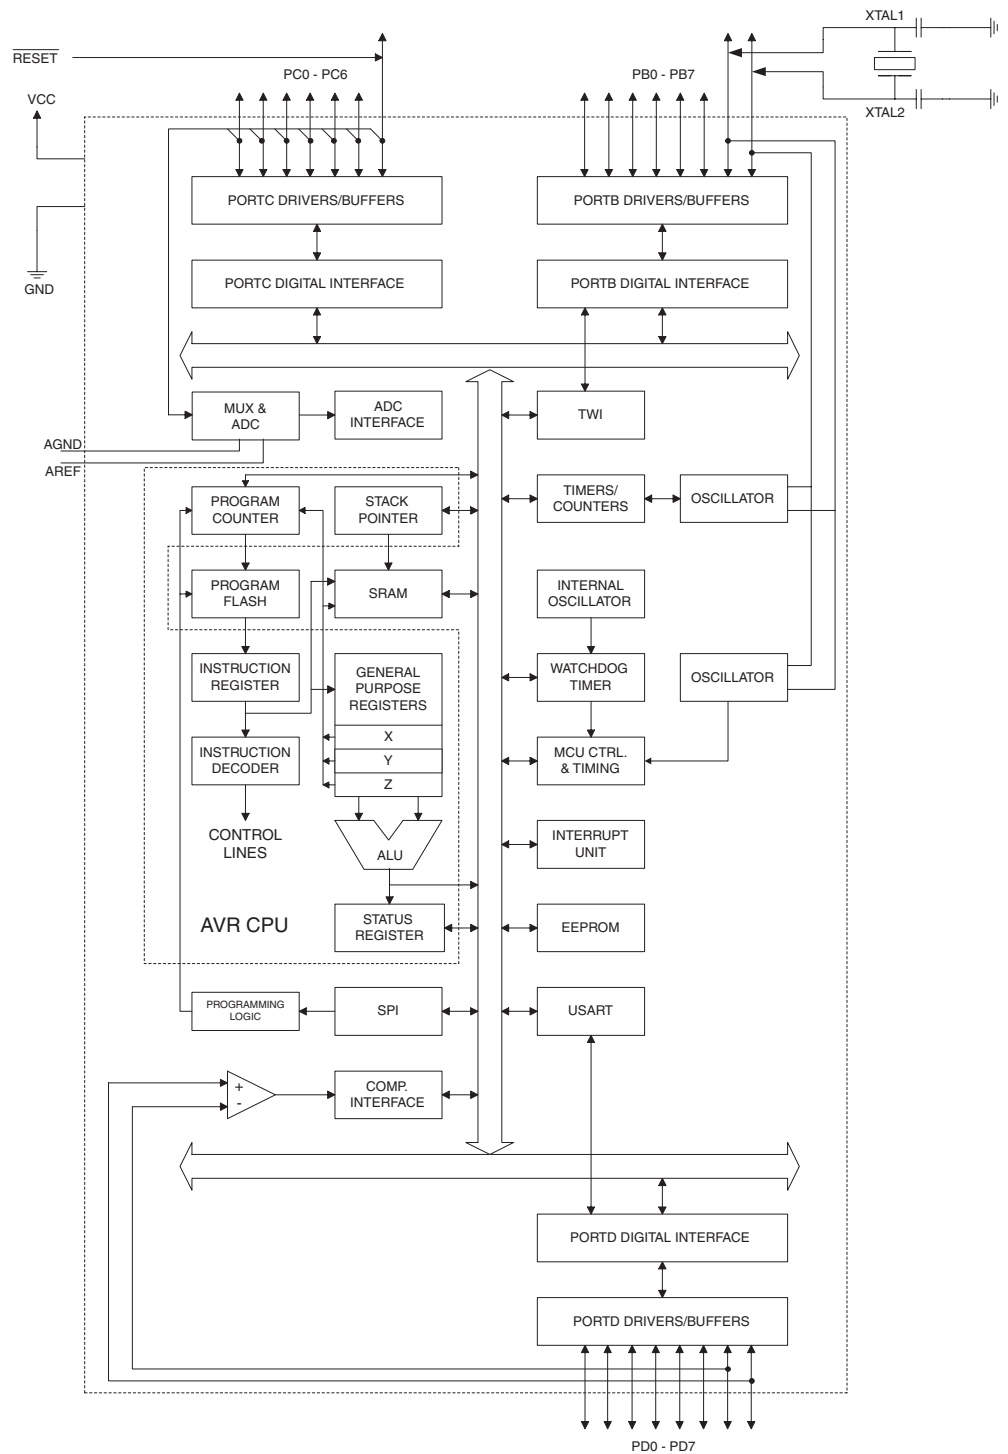 XTAL1
RESET
PC0 - PC6
PB0 - PB7
VCC
XTAL2
PORTC DRIVERS/BUFFERS
PORTB DRIVERS/BUFFERS
GND
PORTC DIGITAL INTERFACE
PORTB DIGITAL INTERFACE
MUX &
ADC
ADC
INTERFACE
TWI
AGND
AREF
PROGRAM
COUNTER
STACK
POINTER
TIMERS/
COUNTERS
OSCILLATOR
PROGRAM
FLASH
SRAM
INTERNAL
OSCILLATOR
INSTRUCTION
REGISTER
GENERAL
PURPOSE
REGISTERS
WATCHDOG
TIMER
OSCILLATOR
X
Y
Z
INSTRUCTION
DECODER
MCU CTRL.
& TIMING
CONTROL
LINES
ALU
INTERRUPT
UNIT
AVR CPU
STATUS
REGISTER
EEPROM
PROGRAMMING
LOGIC
SPI
USART
+
-
COMP.
INTERFACE
PORTD DIGITAL INTERFACE
PORTD DRIVERS/BUFFERS
PD0 - PD7